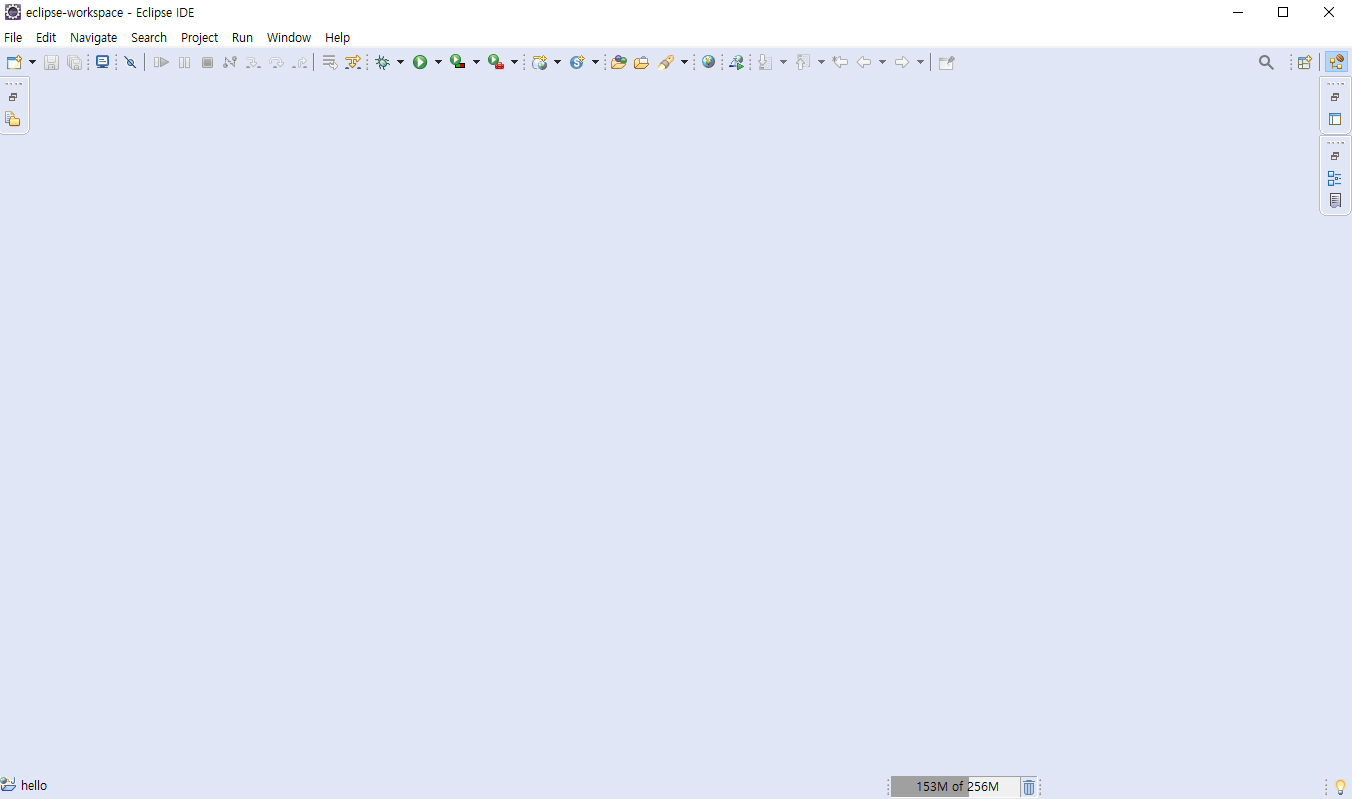 eclipse-workspace - Eclipse IDE
File Edit Navigate Search Project Run Window Help
hello 153M of 256M